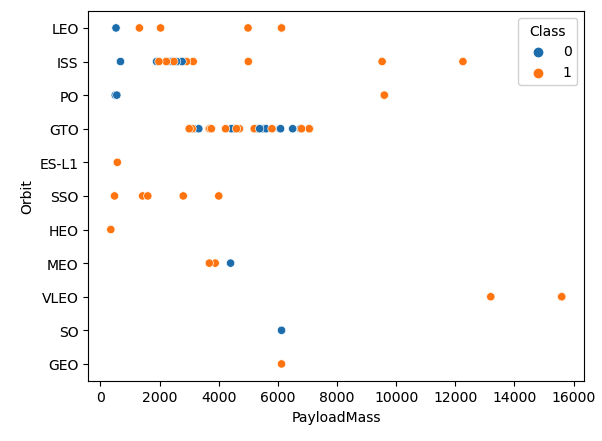 Class
0
1
Orbit
LEO
ISS
PO
GTO
ES-L1
SSO
HEO
MEO
VLEO
SO
GEO
0 2000 4000 6000 8000 10000 12000 14000 16000
PayloadMass